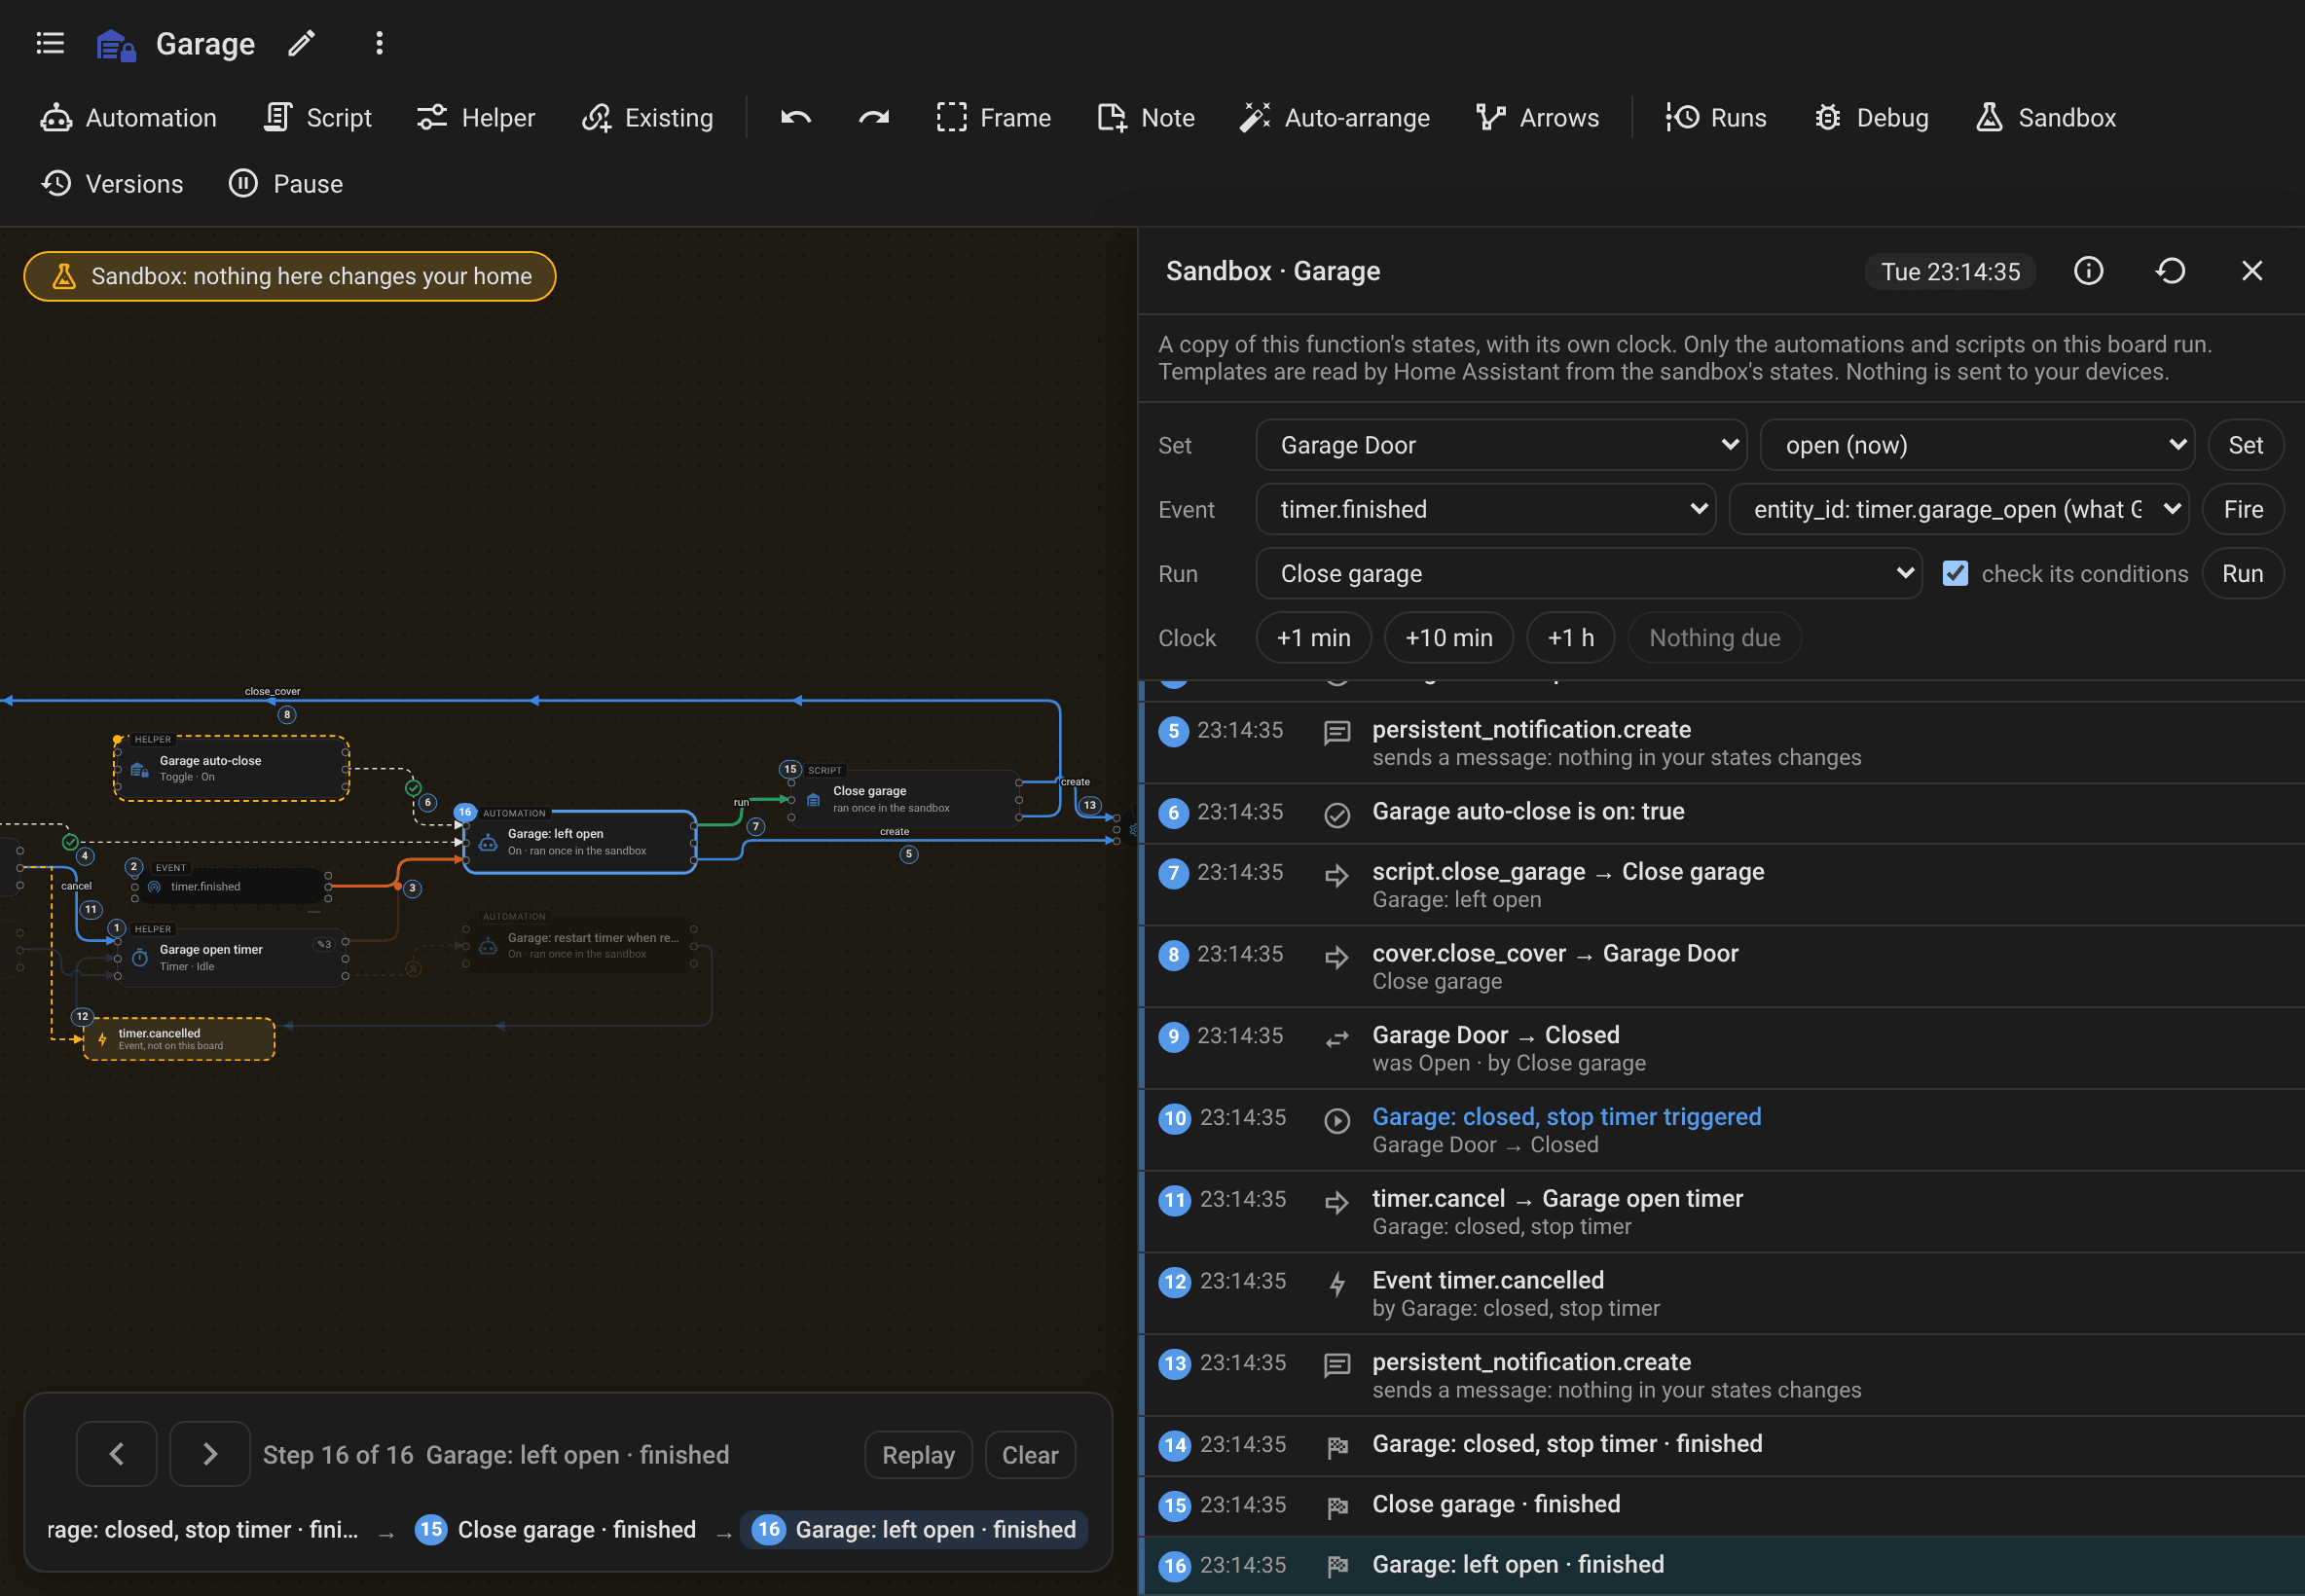 Garage
Automation
Script
Helper
Existing
Frame
Note
Auto-arrange
Arrows
Runs
Debug
Sandbox
Versions
Pause
Sandbox: nothing here changes your home
close_cover
8
HELPER
Garage auto-close
Toggle · On
6
4
cancel
11
2
EVENT
timer.finished
3
1
HELPER
Garage open timer
Timer · Idle
3
12
timer.cancelled
Event, not on this board
16
AUTOMATION
Garage: left open
On · ran once in the sandbox
run
7
15
SCRIPT
Close garage
ran once in the sandbox
create
13
create
5
AUTOMATION
Garage: restart timer when re...
On · ran once in the sandbox
Step 16 of 16 Garage: left open · finished
Replay
Clear
rage: closed, stop timer · fini... → 15 Close garage · finished → 16 Garage: left open · finished
Sandbox · Garage
Tue 23:14:35
A copy of this function's states, with its own clock. Only the automations and scripts on this board run.
Templates are read by Home Assistant from the sandbox's states. Nothing is sent to your devices.
Set Garage Door open (now) Set
Event timer.finished entity_id: timer.garage_open (what Fire
Run Close garage check its conditions Run
Clock +1 min +10 min +1 h Nothing due
5 23:14:35 persistent_notification.create
sends a message: nothing in your states changes
6 23:14:35 Garage auto-close is on: true
7 23:14:35 script.close_garage → Close garage
Garage: left open
8 23:14:35 cover.close_cover → Garage Door
Close garage
9 23:14:35 Garage Door → Closed
was Open · by Close garage
10 23:14:35 Garage: closed, stop timer triggered
Garage Door → Closed
11 23:14:35 timer.cancel → Garage open timer
Garage: closed, stop timer
12 23:14:35 Event timer.cancelled
by Garage: closed, stop timer
13 23:14:35 persistent_notification.create
sends a message: nothing in your states changes
14 23:14:35 Garage: closed, stop timer · finished
15 23:14:35 Close garage · finished
16 23:14:35 Garage: left open · finished